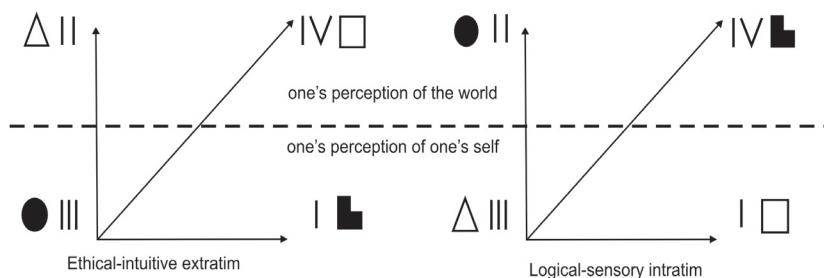 II IV II IV
one's perception of the world
one's perception of one's self
III I III I
Ethical-intuitive extratim
Logical-sensory intratim